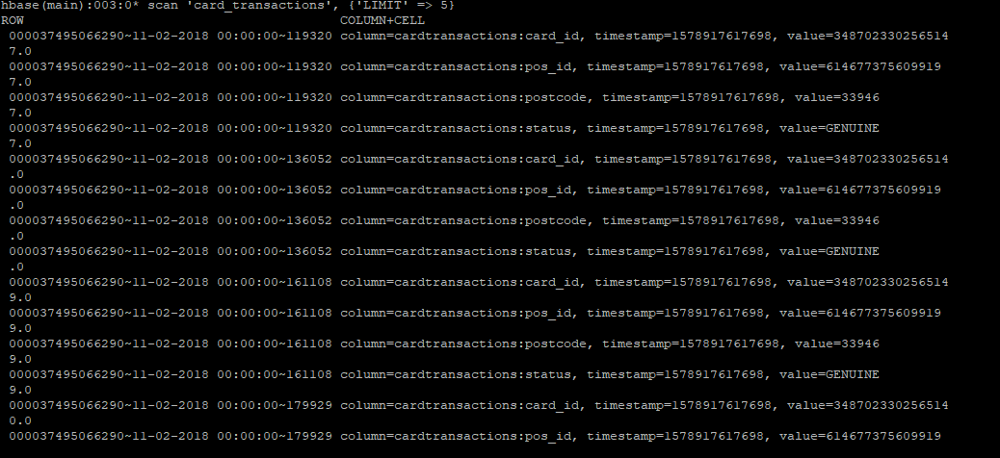 hbase(main):003:0* scan 'card_transactions', {'LIMIT' => 5}
ROW COLUMN+CELL
000037495066290~11-02-2018 00:00:00~119320 column=cardtransactions:card_id, timestamp=1578917617698, value=348702330256514
7.0
000037495066290~11-02-2018 00:00:00~119320 column=cardtransactions:pos_id, timestamp=1578917617698, value=614677375609919
7.0
000037495066290~11-02-2018 00:00:00~119320 column=cardtransactions:postcode, timestamp=1578917617698, value=33946
7.0
000037495066290~11-02-2018 00:00:00~119320 column=cardtransactions:status, timestamp=1578917617698, value=GENUINE
7.0
000037495066290~11-02-2018 00:00:00~136052 column=cardtransactions:card_id, timestamp=1578917617698, value=348702330256514
.0
000037495066290~11-02-2018 00:00:00~136052 column=cardtransactions:pos_id, timestamp=1578917617698, value=614677375609919
.0
000037495066290~11-02-2018 00:00:00~136052 column=cardtransactions:postcode, timestamp=1578917617698, value=33946
.0
000037495066290~11-02-2018 00:00:00~136052 column=cardtransactions:status, timestamp=1578917617698, value=GENUINE
.0
000037495066290~11-02-2018 00:00:00~161108 column=cardtransactions:card_id, timestamp=1578917617698, value=348702330256514
9.0
000037495066290~11-02-2018 00:00:00~161108 column=cardtransactions:pos_id, timestamp=1578917617698, value=614677375609919
9.0
000037495066290~11-02-2018 00:00:00~161108 column=cardtransactions:postcode, timestamp=1578917617698, value=33946
9.0
000037495066290~11-02-2018 00:00:00~161108 column=cardtransactions:status, timestamp=1578917617698, value=GENUINE
9.0
000037495066290~11-02-2018 00:00:00~179929 column=cardtransactions:card_id, timestamp=1578917617698, value=348702330256514
0.0
000037495066290~11-02-2018 00:00:00~179929 column=cardtransactions:pos_id, timestamp=1578917617698, value=614677375609919